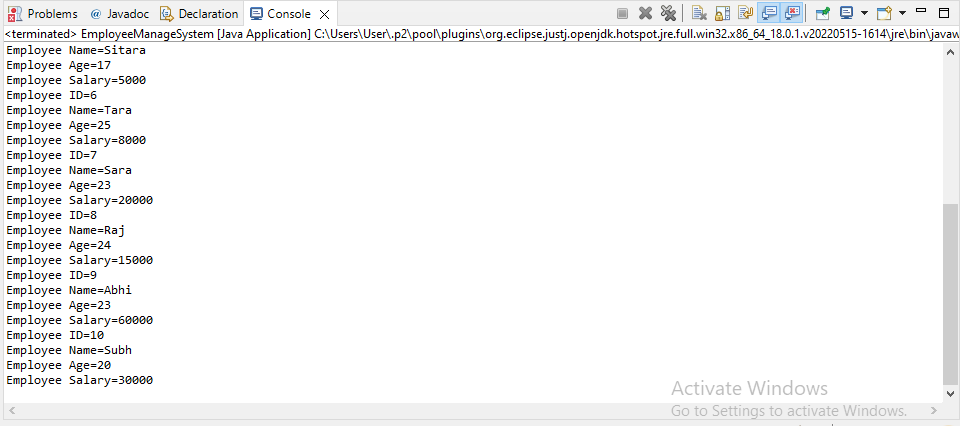 Problems @ Javadoc Declaration Console
<terminated> EmployeeManageSystem [Java Application] C:\Users\User\.p2\pool\plugins\org.eclipse.justj.openjdk.hotspot.jre.full.win32.x86_64_18.0.1.v20220515-1614\jre\bin\javaw
Employee Name=Sitara
Employee Age=17
Employee Salary=5000
Employee ID=6
Employee Name=Tara
Employee Age=25
Employee Salary=8000
Employee ID=7
Employee Name=Sara
Employee Age=23
Employee Salary=20000
Employee ID=8
Employee Name=Raj
Employee Age=24
Employee Salary=15000
Employee ID=9
Employee Name=Abhi
Employee Age=23
Employee Salary=60000
Employee ID=10
Employee Name=Subh
Employee Age=20
Employee Salary=30000
Activate Windows
Go to Settings to activate Windows.